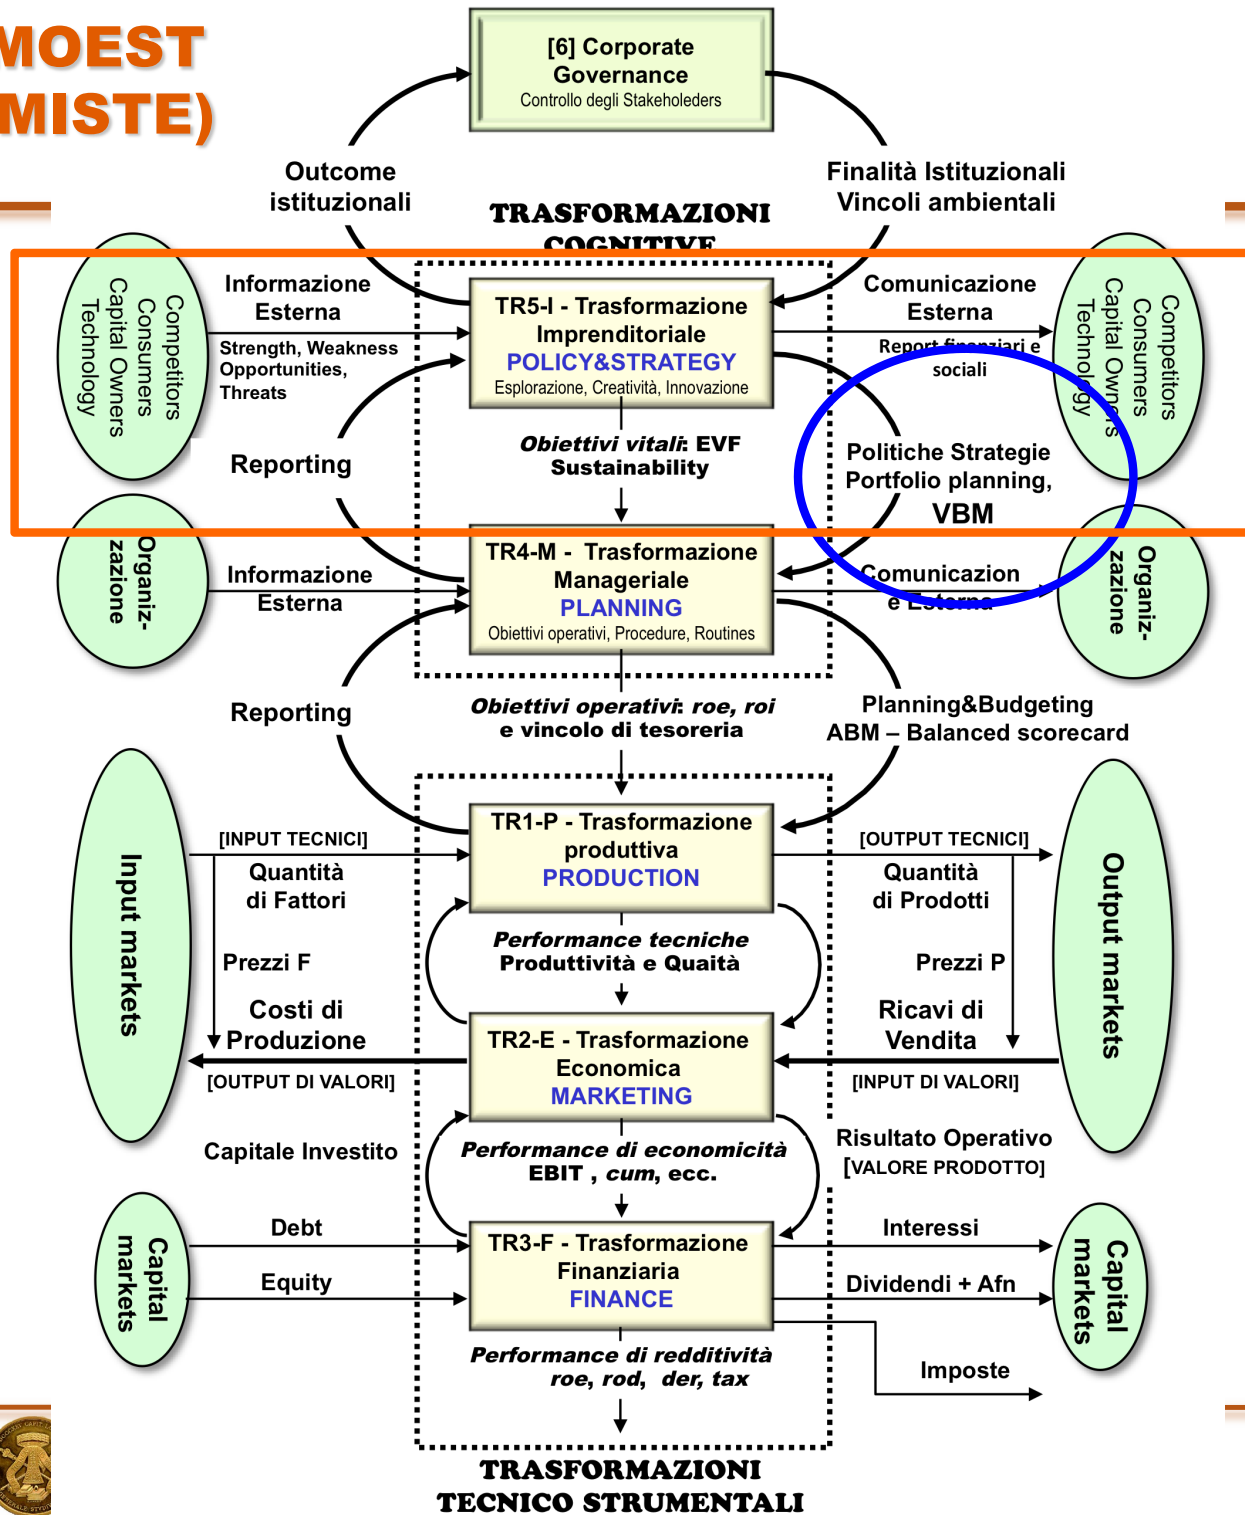 MOEST
MISTE)
[6] Corporate
Governance
Controllo degli Stakeholeders
Outcome
istituzionali
Finalità Istituzionali
Vincoli ambientali
TRASFORMAZIONI
COGNITIVE
Competitors
Consumers
Capital Owners
Technology
Informazione
Esterna
Strength, Weakness
Opportunities,
Threats
TR5-I - Trasformazione
Imprenditoriale
POLICY&STRATEGY
Esplorazione, Creatività, Innovazione
Comunicazione
Esterna
Report finanziari e
sociali
Competitors
Consumers
Capital Owners
Technology
Reporting
Obiettivi vitali: EVF
Sustainability
Politiche Strategie
Portfolio planning,
VBM
Organiz-
zazione
Informazione
Esterna
TR4-M - Trasformazione
Manageriale
PLANNING
Obiettivi operativi, Procedure, Routines
Comunicazion
e Esterna
Organiz-
zazione
Reporting
Obiettivi operativi: roe, roi
e vincolo di tesoreria
Planning&Budgeting
ABM – Balanced scorecard
Input markets
[INPUT TECNICI]
Quantità
di Fattori
Prezzi F
Costi di
Produzione
[OUTPUT DI VALORI]
TR1-P - Trasformazione
produttiva
PRODUCTION
Performance tecniche
Produttività e Quaità
TR2-E - Trasformazione
Economica
MARKETING
[OUTPUT TECNICI]
Quantità
di Prodotti
Prezzi P
Ricavi di
Vendita
[INPUT DI VALORI]
Output markets
Capitale Investito
Performance di economicità
EBIT , cum, ecc.
Risultato Operativo
[VALORE PRODOTTO]
Capital
markets
Debt
Equity
TR3-F - Trasformazione
Finanziaria
FINANCE
Interessi
Dividendi + Afn
Imposte
Capital
markets
Performance di redditività
roe, rod, der, tax
TRASFORMAZIONI
TECNICO STRUMENTALI